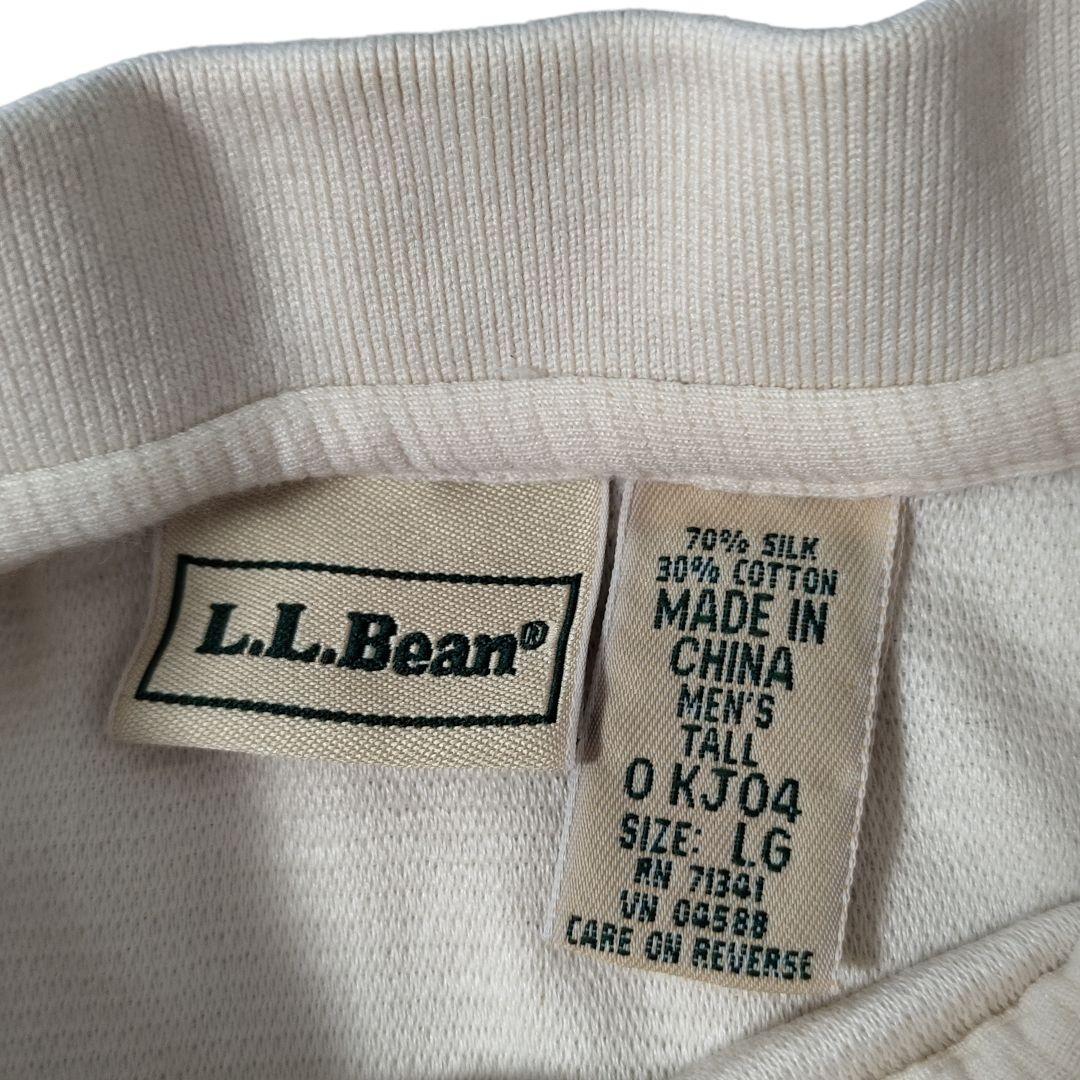 L.L.Bean®
70% SILK
30% COTTON
MADE IN
CHINA
MEN'S
TALL
0 KJ04
SIZE: LG
RN 71341
VN 04588
CARE ON REVERSE